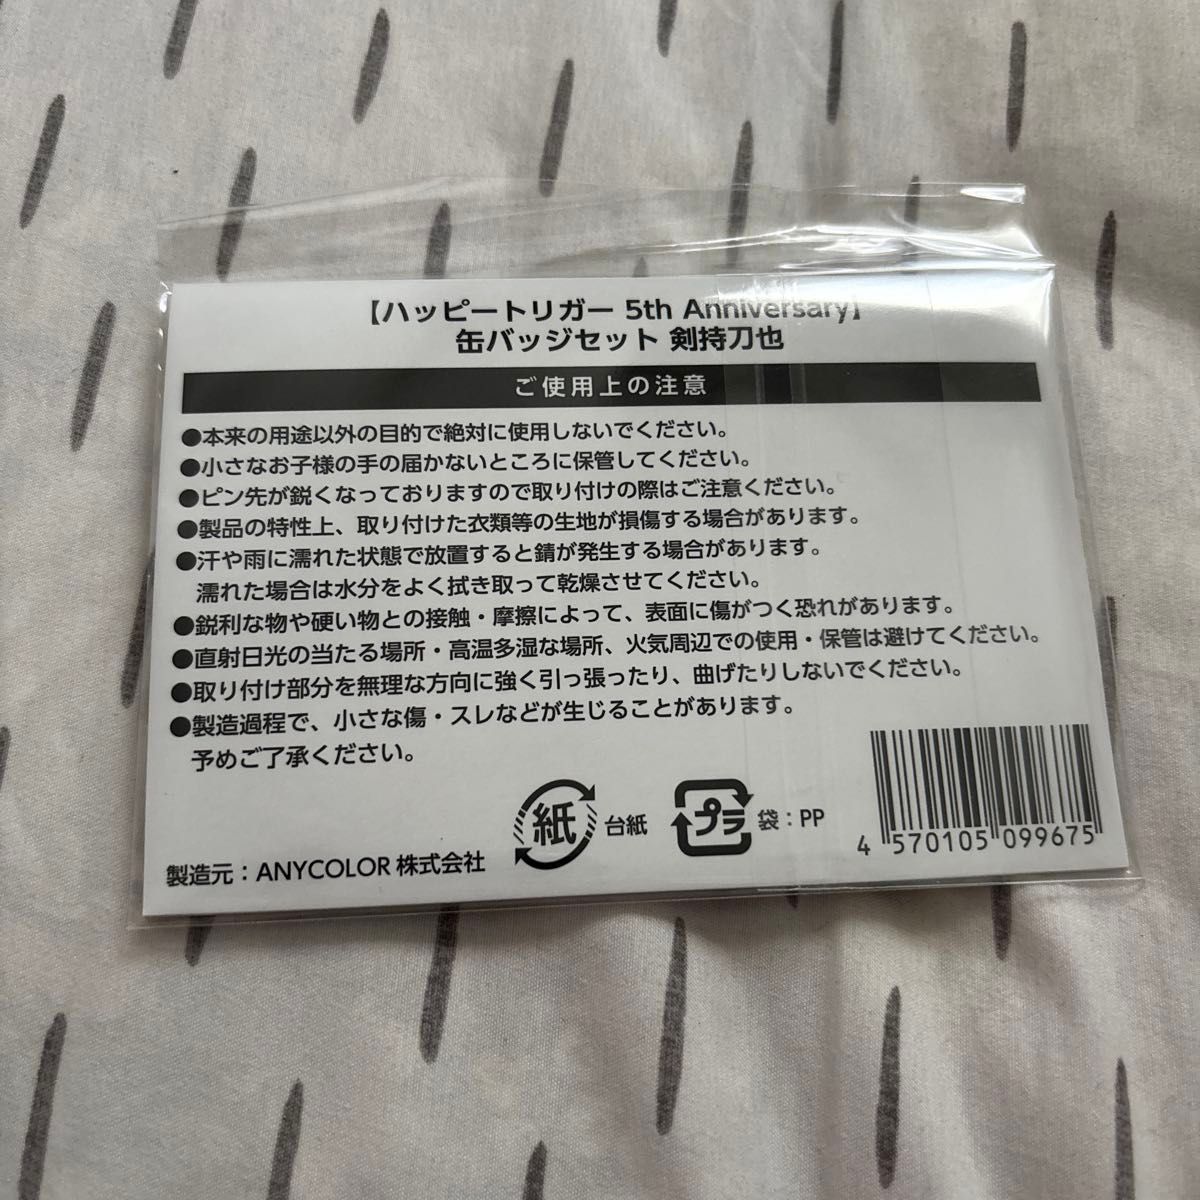 【ハッピートリガー 5th Anniversary】
缶バッジセット 剣持刀也
ご使用上の注意
●本来の用途以外の目的で絶対に使用しないでください。
●小さなお子様の手の届かないところに保管してください。
●ピン先が鋭くなっておりますので取り付けの際はご注意ください。
●製品の特性上、取り付けた衣類等の生地が損傷する場合があります。
●汗や雨に濡れた状態で放置すると錆が発生する場合があります。
濡れた場合は水分をよく拭き取って乾燥させてください。
●鋭利な物や硬い物との接触・摩擦によって、表面に傷がつく恐れがあります。
●直射日光の当たる場所・高温多湿な場所、火気周辺での使用・保管は避けてください。
●取り付け部分を無理な方向に強く引っ張ったり、曲げたりしないでください。
●製造過程で、小さな傷・スレなどが生じることがあります。
予めご了承ください。
製造元：ANYCOLOR 株式会社
紙 台紙
プラ 袋：PP
4 570105 099675